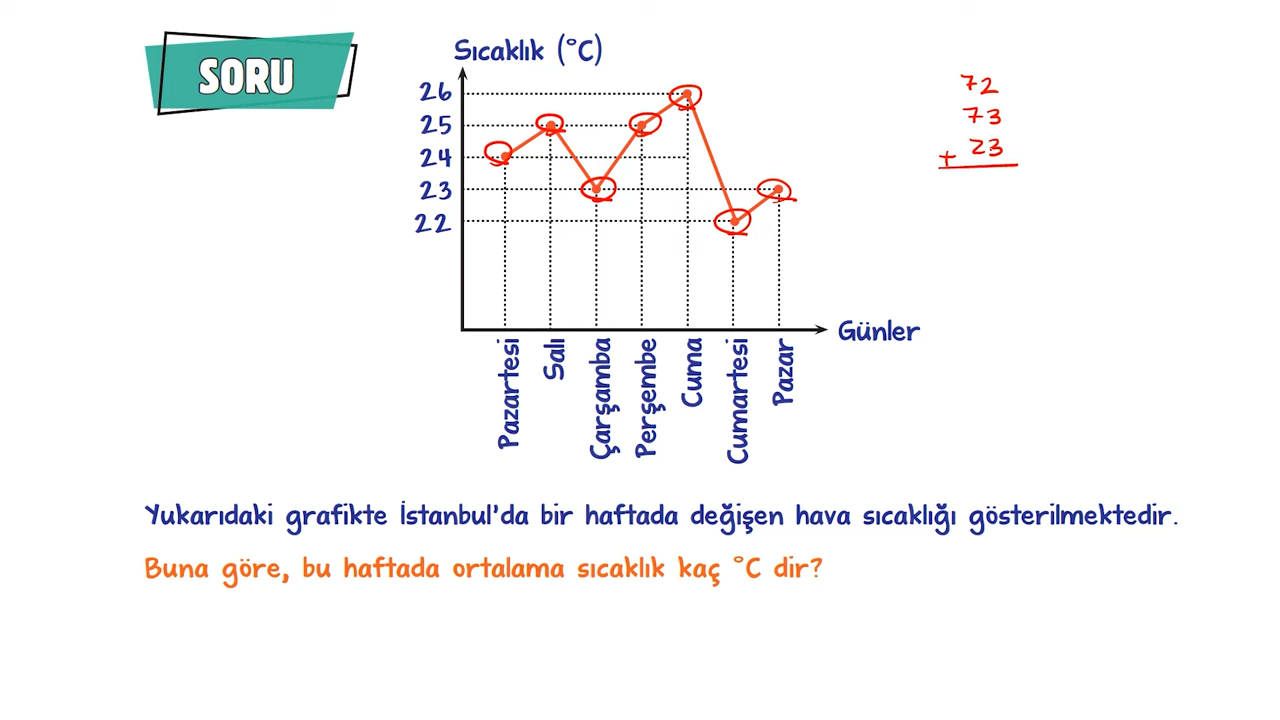 SORU
Sıcaklık (°C)
26
25
24
23
22
Günler
Pazartesi
Salı
Çarşamba
Perşembe
Cuma
Cumartesi
Pazar
72
73
+ 23
Yukarıdaki grafikte İstanbul'da bir haftada değişen hava sıcaklığı gösterilmektedir.
Buna göre, bu haftada ortalama sıcaklık kaç °C dir?